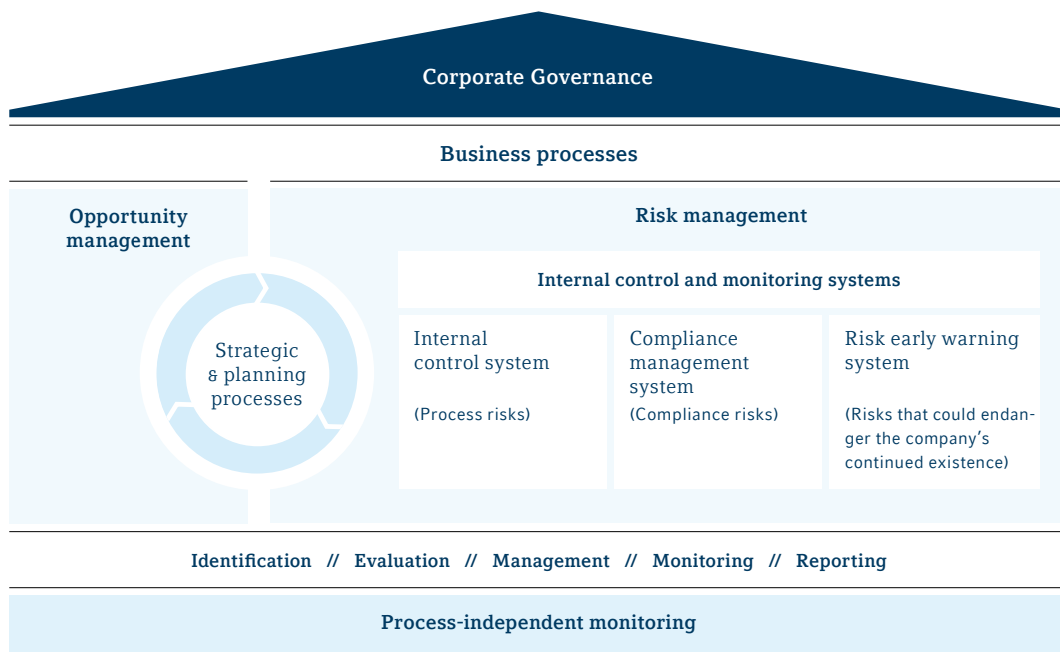 Corporate Governance
Business processes
Opportunity
management
Strategic
& planning
processes
Risk management
Internal control and monitoring systems
Internal
control system
(Process risks)
Compliance
management
system
(Compliance risks)
Risk early warning
system
(Risks that could endan-
ger the company's
continued existence)
Identification // Evaluation // Management // Monitoring // Reporting
Process-independent monitoring